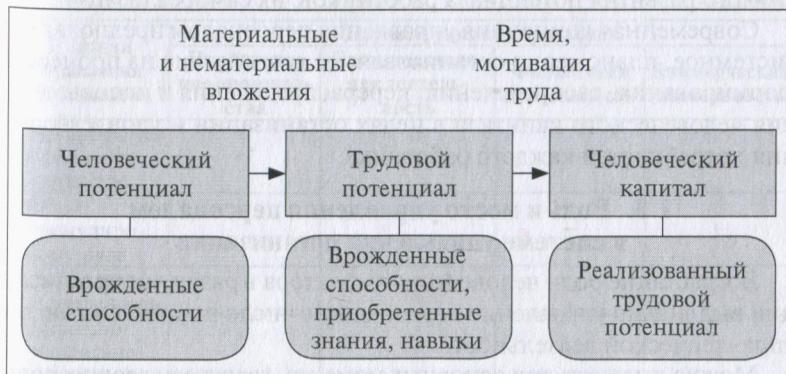 Материальные
и нематериальные
вложения
Время,
мотивация
труда
Человеческий
потенциал
Трудовой
потенциал
Человеческий
капитал
Врожденные
способности
Врожденные
способности,
приобретенные
знания, навыки
Реализованный
трудовой
потенциал